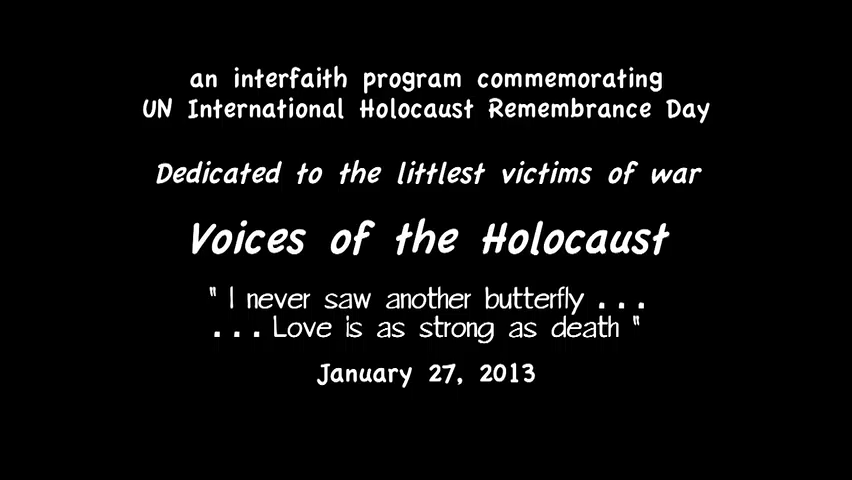 an interfaith program commemorating
UN International Holocaust Remembrance Day
Dedicated to the littlest victims of war
Voices of the Holocaust
" I never saw another butterfly . . .
. . . Love is as strong as death "
January 27, 2013